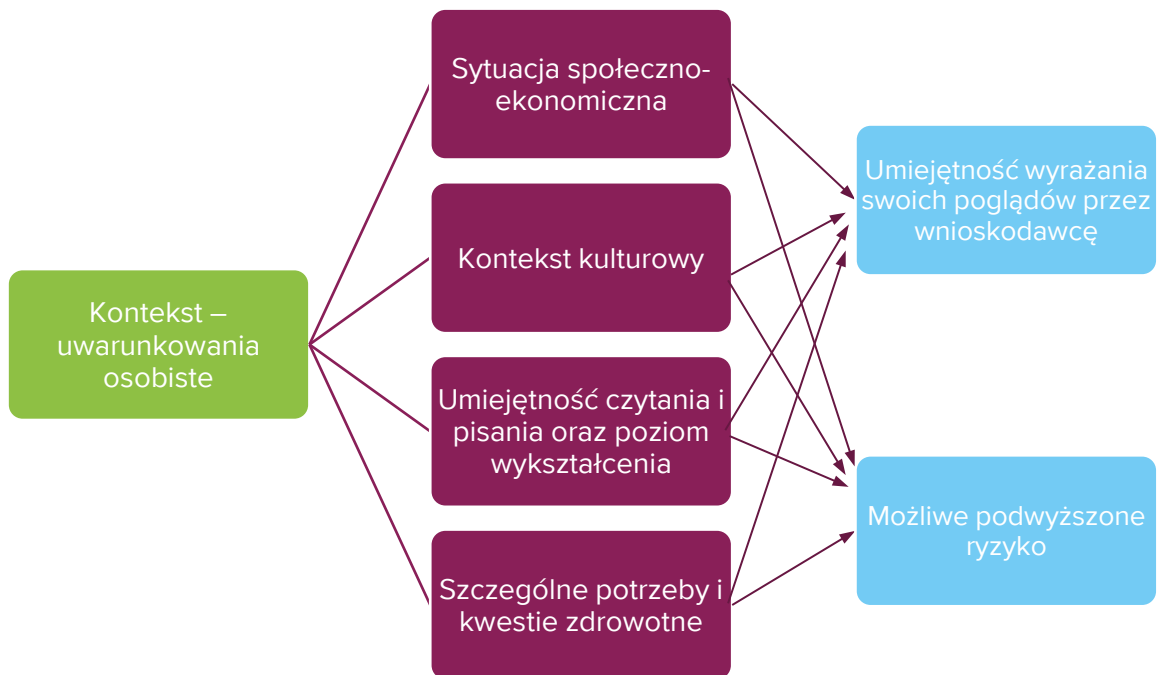 Kontekst –
uwarunkowania
osobiste
Sytuacja społeczno-
ekonomiczna
Kontekst kulturowy
Umiejętność czytania i
pisania oraz poziom
wykształcenia
Szczególne potrzeby i
kwestie zdrowotne
Umiejętność wyrażania
swoich poglądów przez
wnioskodawcę
Możliwe podwyższone
ryzyko